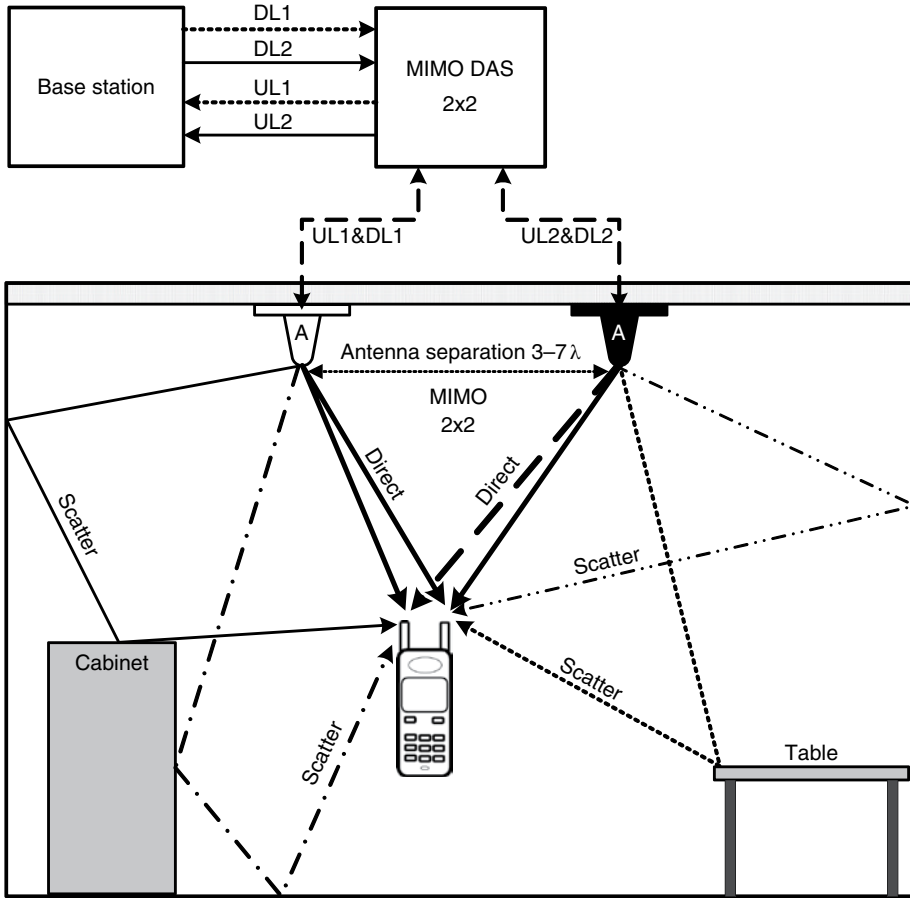 DL1
DL2
UL1
UL2
Base station
MIMO DAS
2x2
UL1&DL1
UL2&DL2
A
A
Antenna separation 3–7λ
MIMO
2x2
Direct
Direct
Scatter
Scatter
Scatter
Scatter
Cabinet
Table